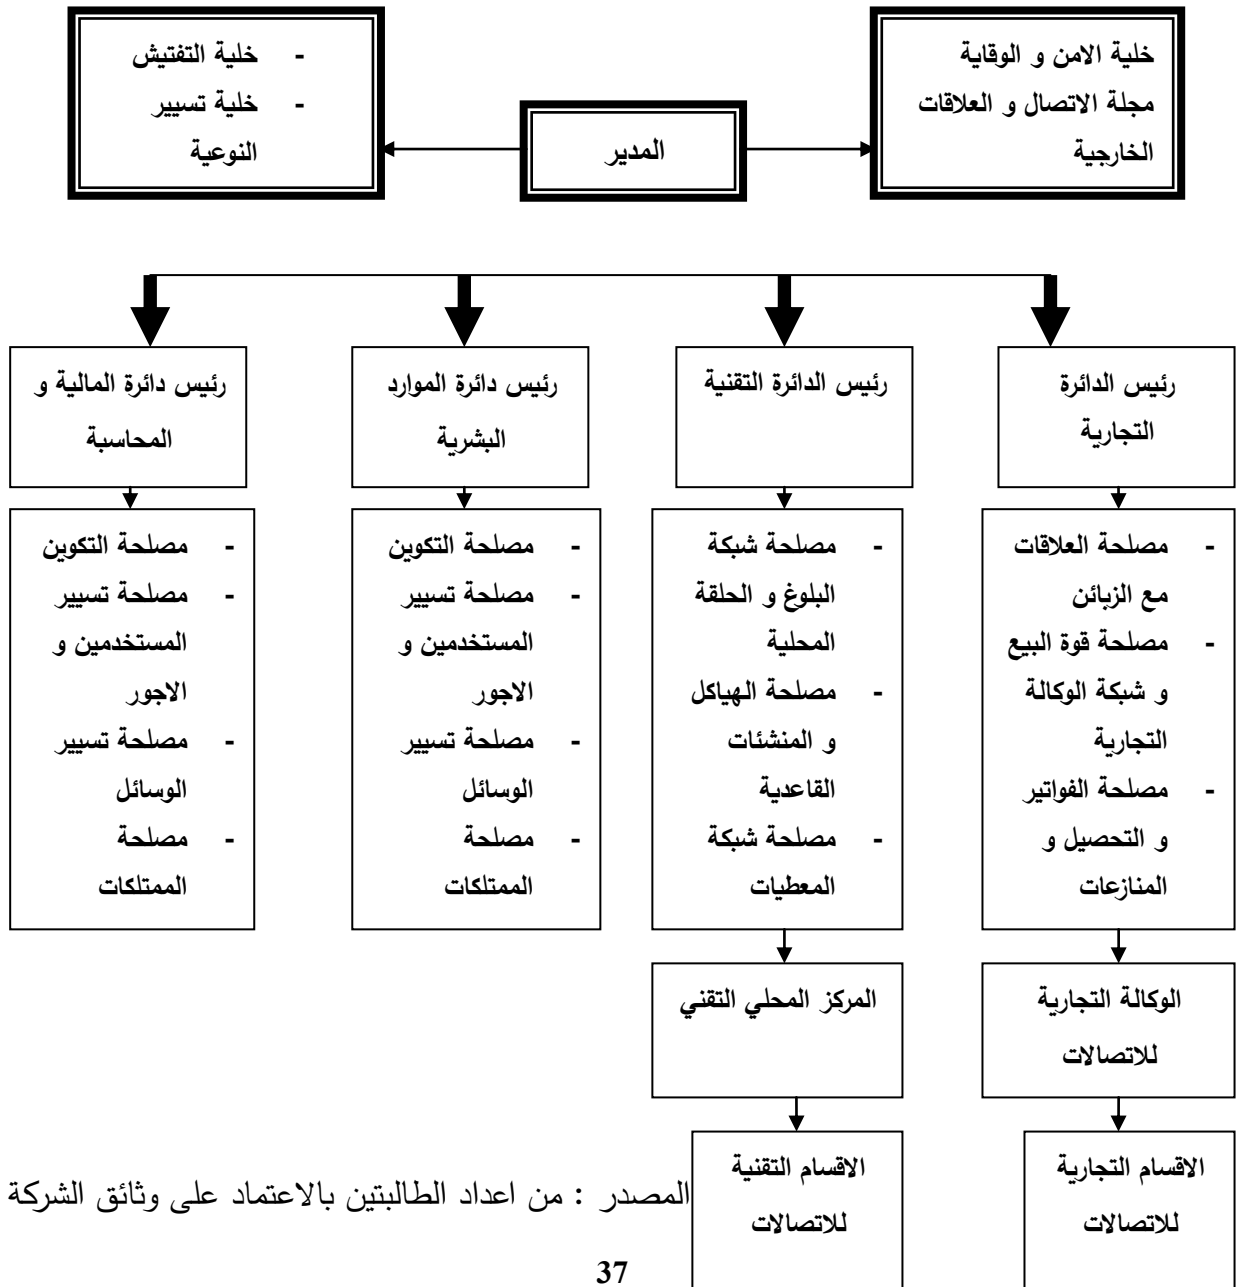 خلية الامن و الوقاية
مجلة الاتصال و العلاقات
الخارجية
المدير
- خلية التفتيش
- خلية تسيير
النوعية
رئيس الدائرة
التجارية
رئيس الدائرة التقنية
رئيس دائرة الموارد
البشرية
رئيس دائرة المالية و
المحاسبة
- مصلحة العلاقات
مع الزبائن
- مصلحة قوة البيع
و شبكة الوكالة
التجارية
- مصلحة الفواتير
و التحصيل و
المنازعات
- مصلحة شبكة
البلوغ و الحلقة
المحلية
- مصلحة الهياكل
و المنشئات
القاعدية
- مصلحة شبكة
المعطيات
- مصلحة التكوين
- مصلحة تسيير
المستخدمين و
الاجور
- مصلحة تسيير
الوسائل
- مصلحة
الممتلكات
- مصلحة التكوين
- مصلحة تسيير
المستخدمين و
الاجور
- مصلحة تسيير
الوسائل
- مصلحة
الممتلكات
الوكالة التجارية
للاتصالات
المركز المحلي التقني
الاقسام التجارية
للاتصالات
الاقسام التقنية
للاتصالات
المصدر : من اعداد الطالبتين بالاعتماد على وثائق الشركة
37